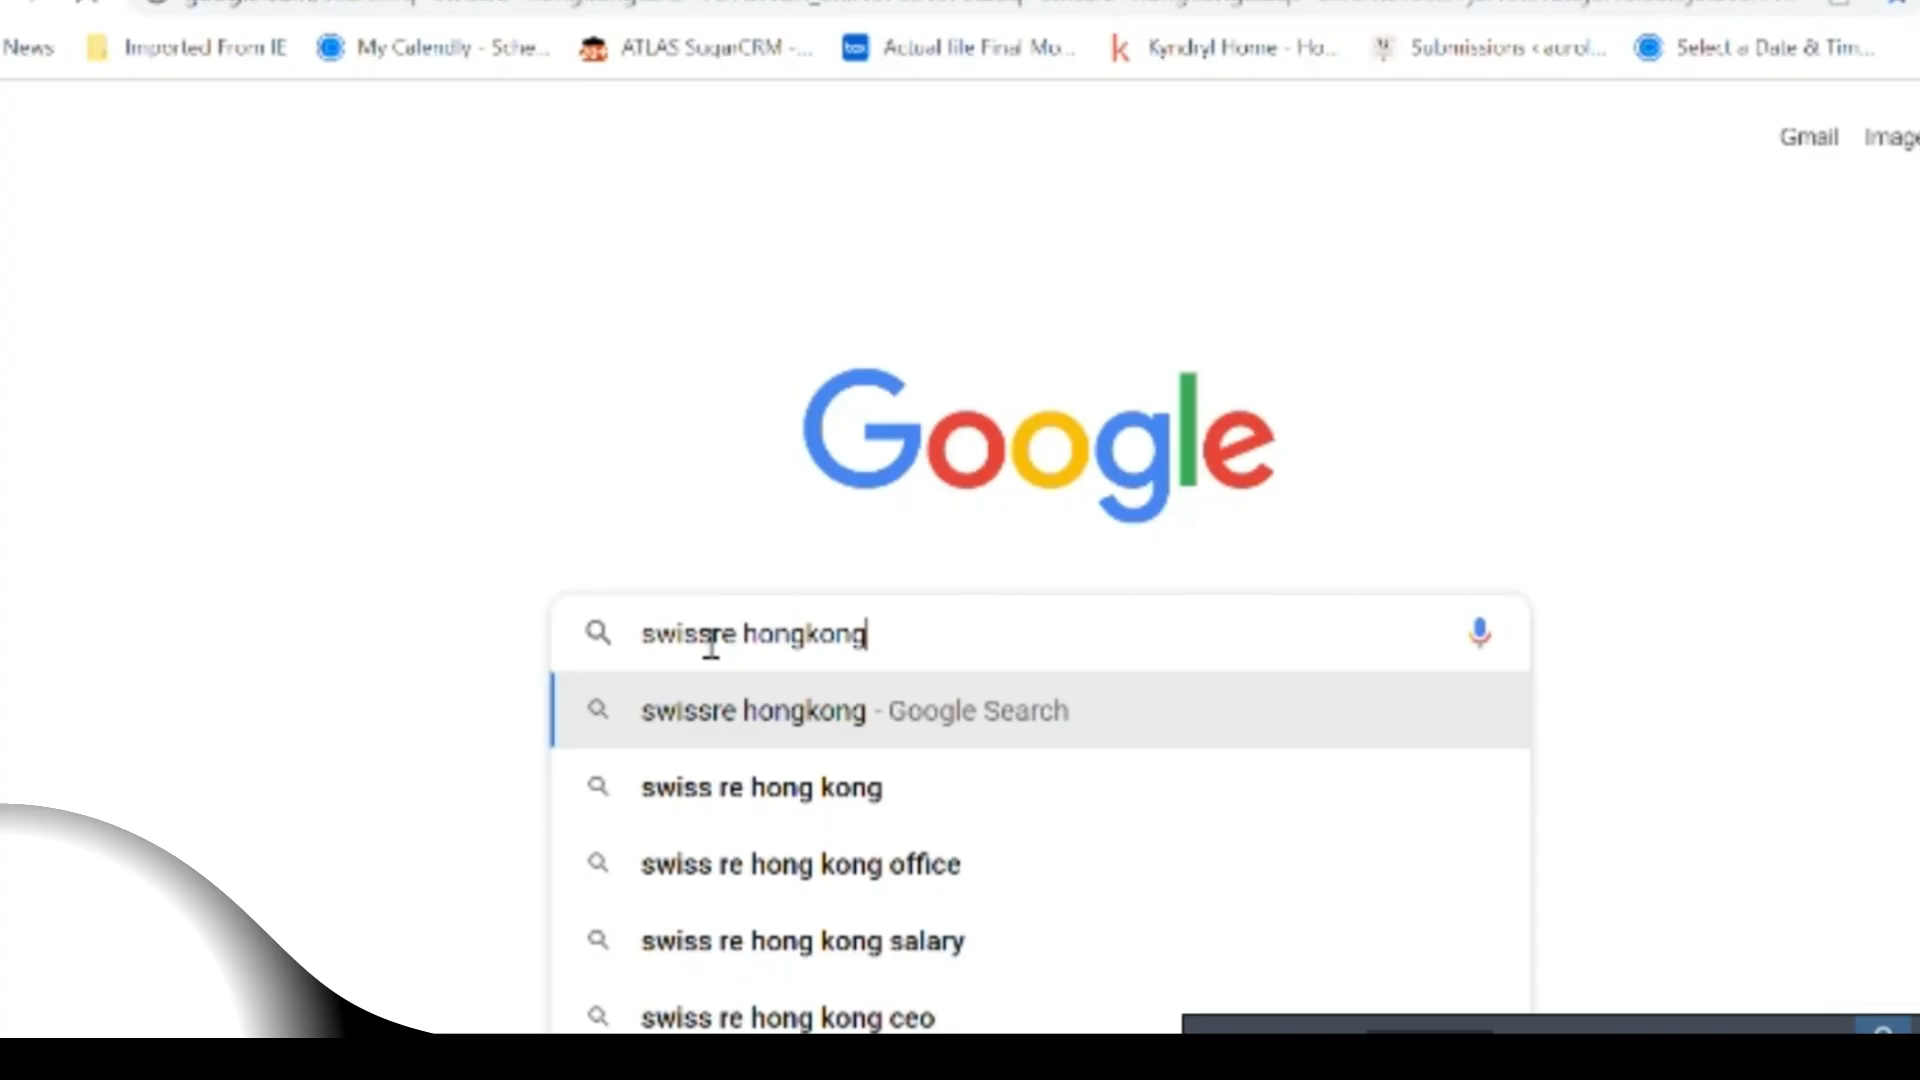 News Imported From IE My Calendly - Sche... ATLAS SugarCRM -... Actual file Final Mo... Kyndryl Home - Ho... Submissions < aurol... Select a Date & Tim...
Gmail Image
Google
swissre hongkong
swissre hongkong - Google Search
swiss re hong kong
swiss re hong kong office
swiss re hong kong salary
swiss re hong kong ceo